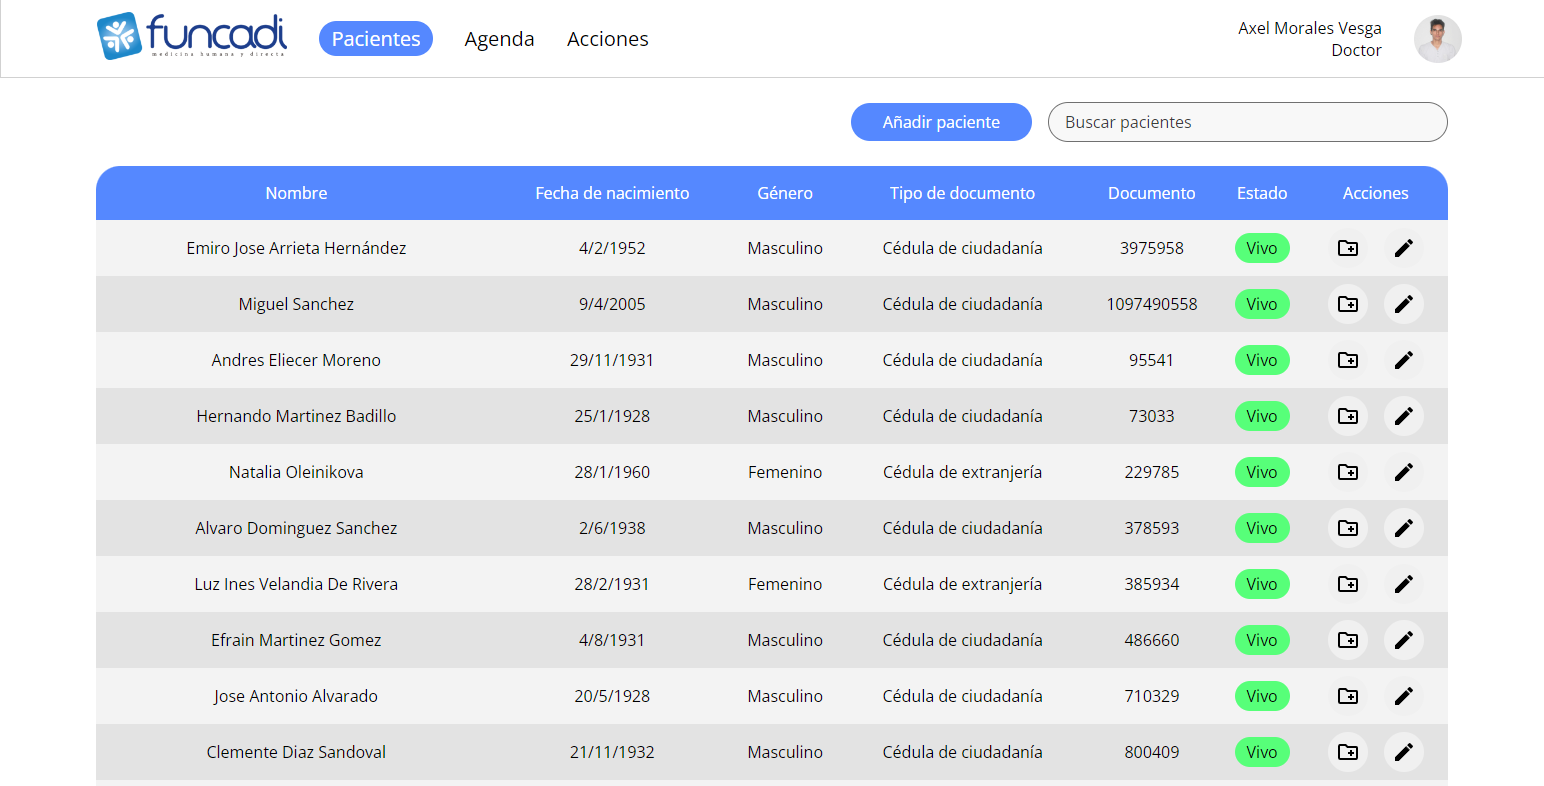 funcadi
medicina humana y directa
Pacientes Agenda Acciones
Axel Morales Vesga
Doctor
Añadir paciente Buscar pacientes
Nombre Fecha de nacimiento Género Tipo de documento Documento Estado Acciones
Emiro Jose Arrieta Hernández 4/2/1952 Masculino Cédula de ciudadanía 3975958 Vivo
Miguel Sanchez 9/4/2005 Masculino Cédula de ciudadanía 1097490558 Vivo
Andres Eliecer Moreno 29/11/1931 Masculino Cédula de ciudadanía 95541 Vivo
Hernando Martinez Badillo 25/1/1928 Masculino Cédula de ciudadanía 73033 Vivo
Natalia Oleinikova 28/1/1960 Femenino Cédula de extranjería 229785 Vivo
Alvaro Dominguez Sanchez 2/6/1938 Masculino Cédula de ciudadanía 378593 Vivo
Luz Ines Velandia De Rivera 28/2/1931 Femenino Cédula de extranjería 385934 Vivo
Efrain Martinez Gomez 4/8/1931 Masculino Cédula de ciudadanía 486660 Vivo
Jose Antonio Alvarado 20/5/1928 Masculino Cédula de ciudadanía 710329 Vivo
Clemente Diaz Sandoval 21/11/1932 Masculino Cédula de ciudadanía 800409 Vivo